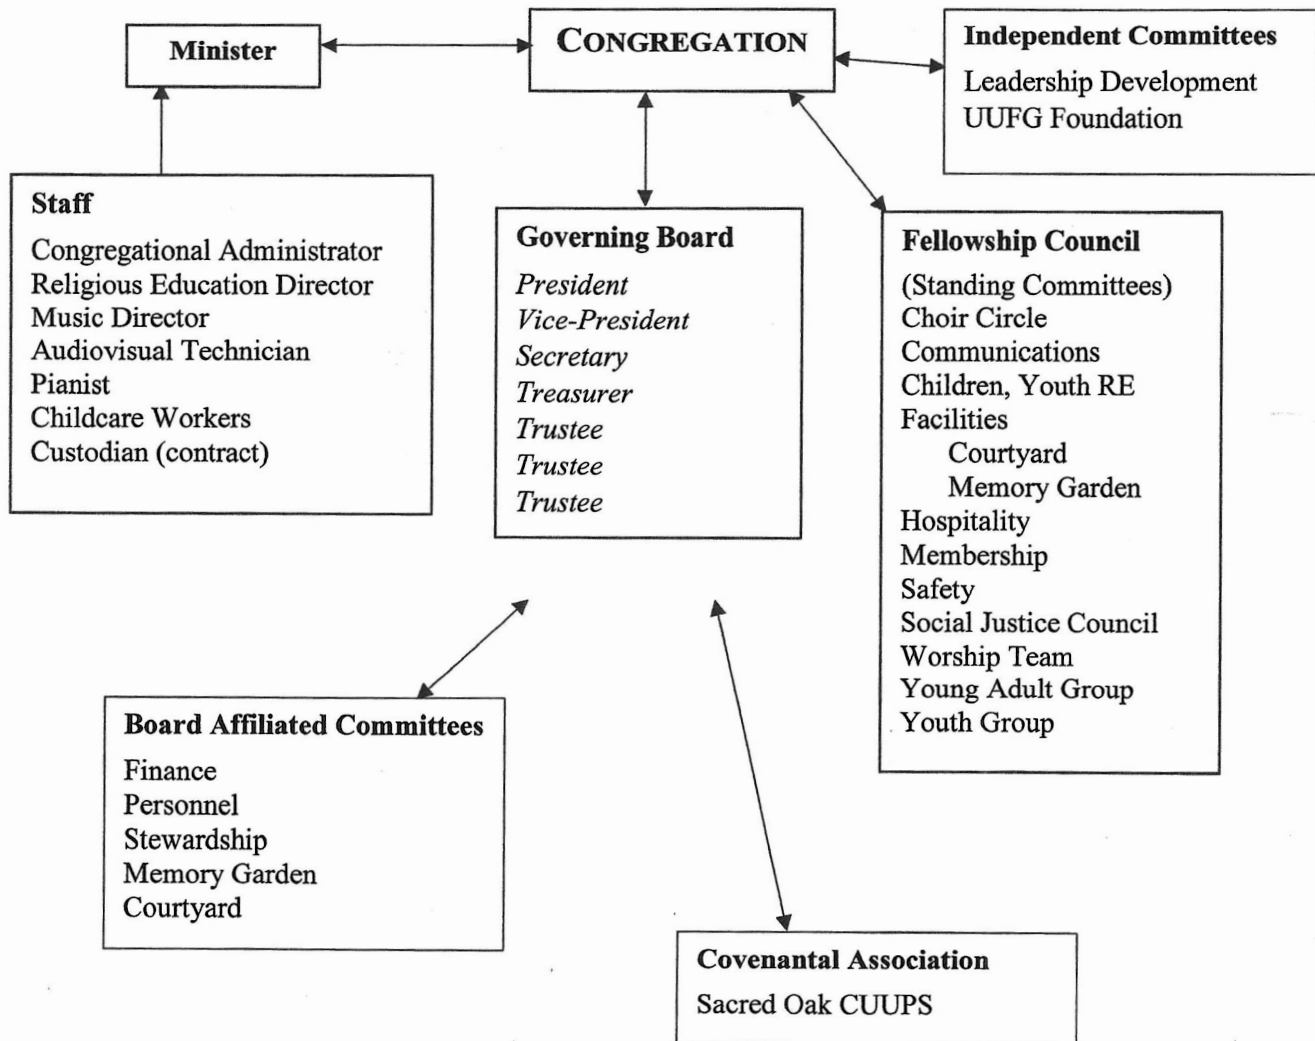 Minister
CONGREGATION
Independent Committees
Leadership Development
UUFG Foundation
Staff
Congregational Administrator
Religious Education Director
Music Director
Audiovisual Technician
Pianist
Childcare Workers
Custodian (contract)
Governing Board
President
Vice-President
Secretary
Treasurer
Trustee
Trustee
Trustee
Fellowship Council
(Standing Committees)
Choir Circle
Communications
Children, Youth RE
Facilities
Courtyard
Memory Garden
Hospitality
Membership
Safety
Social Justice Council
Worship Team
Young Adult Group
Youth Group
Board Affiliated Committees
Finance
Personnel
Stewardship
Memory Garden
Courtyard
Covenantal Association
Sacred Oak CUUPS